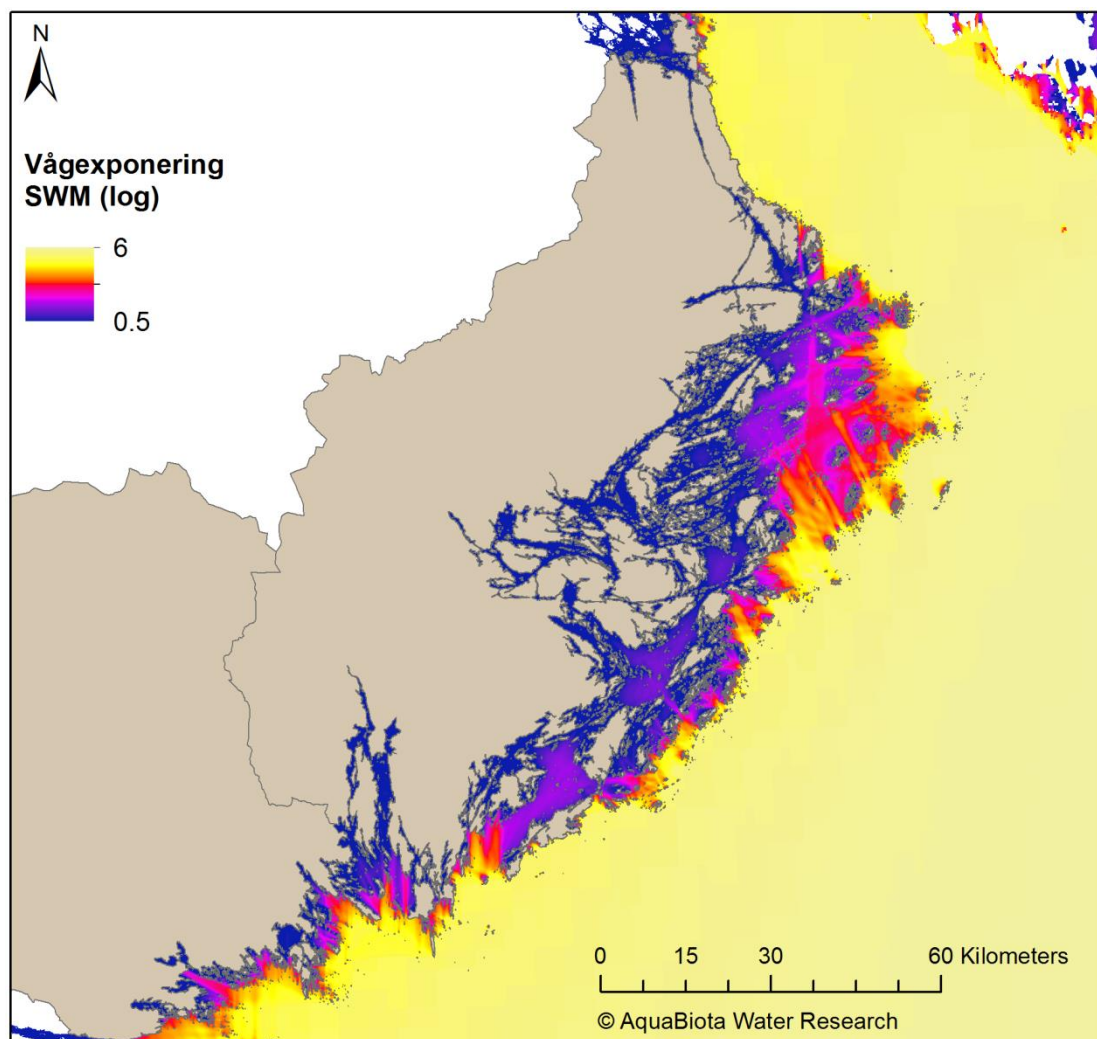 N
Vågexponering
SWM (log)
6
0.5
0 15 30 60 Kilometers
© AquaBiota Water Research